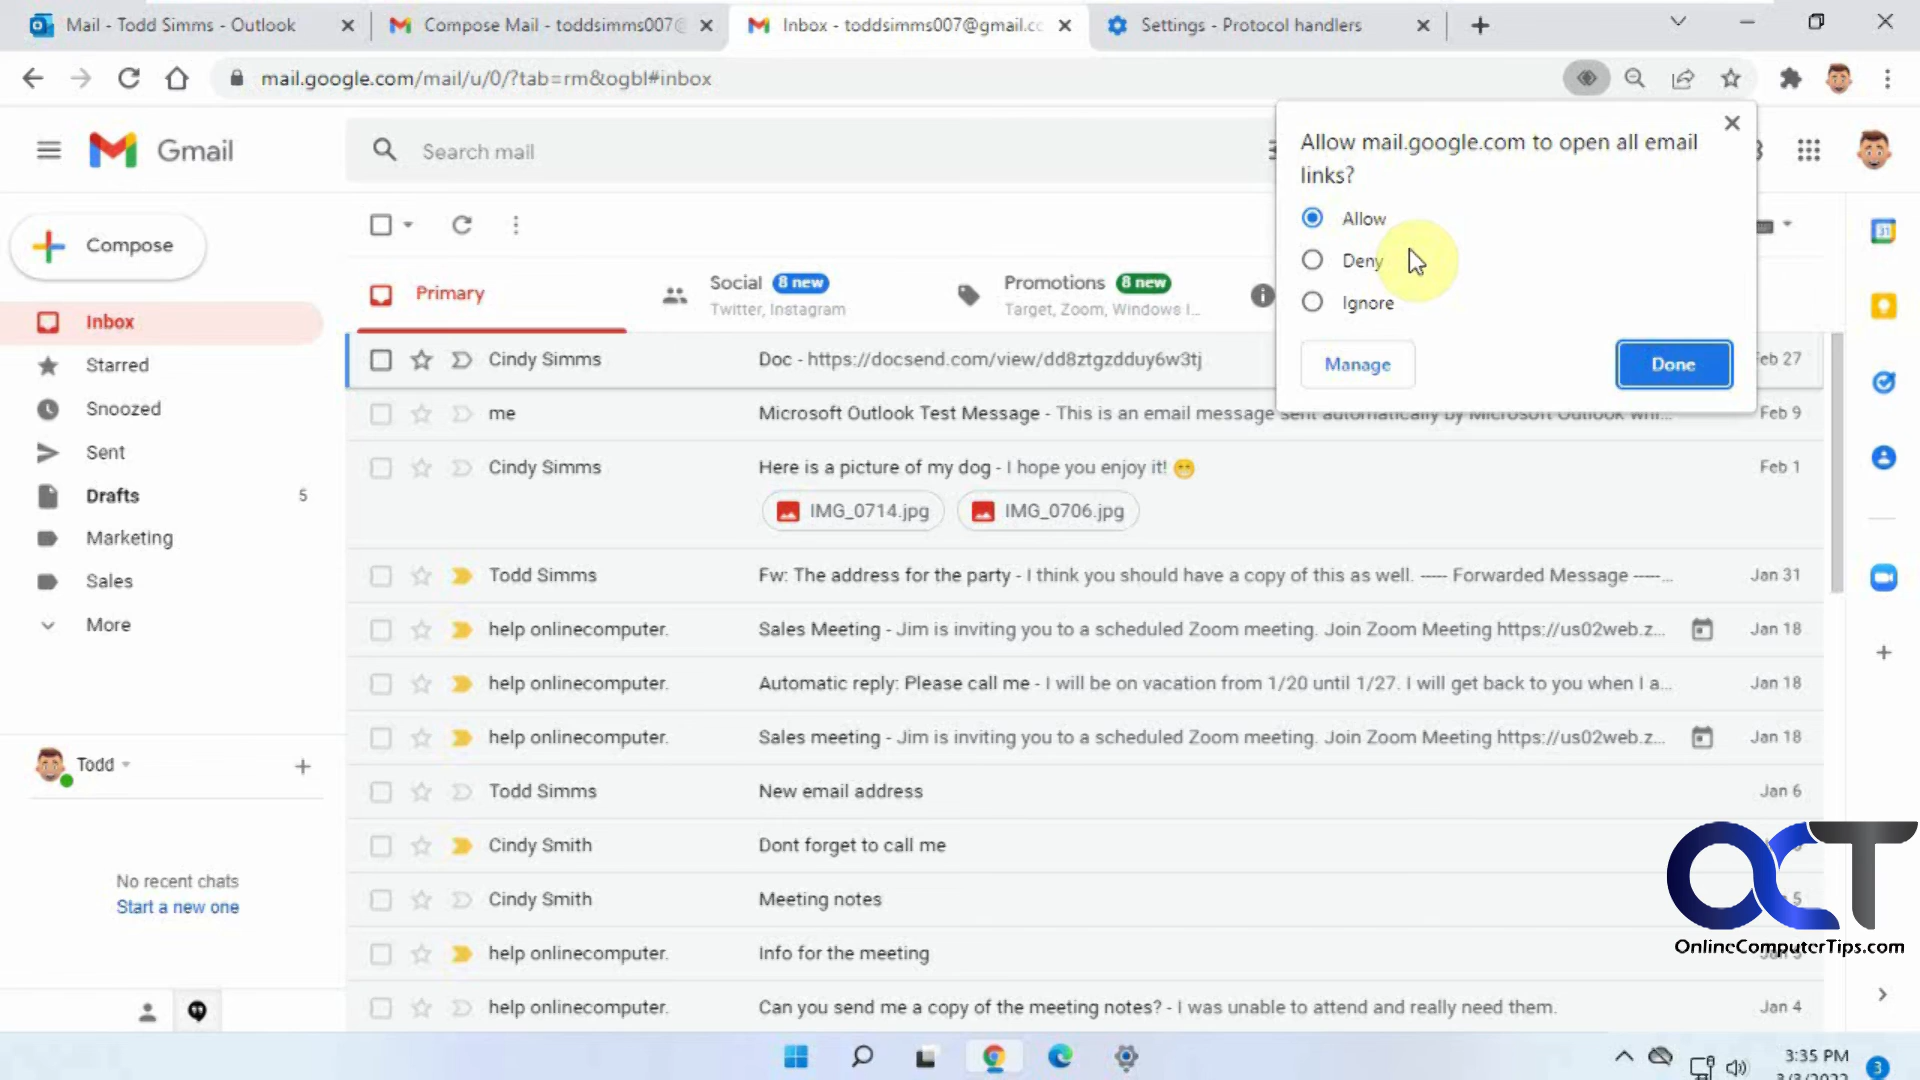 Mail - Todd Simms - Outlook
Compose Mail - toddsimms007@
Inbox - toddsimms007@gmail.cc
Settings - Protocol handlers
mail.google.com/mail/u/0/?tab=rm&ogbl#inbox
Gmail
Search mail
Allow mail.google.com to open all email
links?
Allow
Deny
Ignore
Manage
Done
Compose
Inbox
Starred
Snoozed
Sent
Drafts 5
Marketing
Sales
More
Todd
No recent chats
Start a new one
Primary
Social 8 new
Twitter, Instagram
Promotions 8 new
Target, Zoom, Windows I...
31
Cindy Simms Doc - https://docsend.com/view/dd8ztgzdduy6w3tj Feb 27
me Microsoft Outlook Test Message - This is an email message sent automatically by Microsoft Outlook whi... Feb 9
Cindy Simms Here is a picture of my dog - I hope you enjoy it! 😁 Feb 1
IMG_0714.jpg IMG_0706.jpg
Todd Simms Fw: The address for the party - I think you should have a copy of this as well. ----- Forwarded Message -----... Jan 31
help onlinecomputer. Sales Meeting - Jim is inviting you to a scheduled Zoom meeting. Join Zoom Meeting https://us02web.z... Jan 18
help onlinecomputer. Automatic reply: Please call me - I will be on vacation from 1/20 until 1/27. I will get back to you when I a... Jan 18
help onlinecomputer. Sales meeting - Jim is inviting you to a scheduled Zoom meeting. Join Zoom Meeting https://us02web.z... Jan 18
Todd Simms New email address Jan 6
Cindy Smith Dont forget to call me
Cindy Smith Meeting notes 5
help onlinecomputer. Info for the meeting
help onlinecomputer. Can you send me a copy of the meeting notes? - I was unable to attend and really need them. Jan 4
OCT
OnlineComputerTips.com
3:35 PM
3